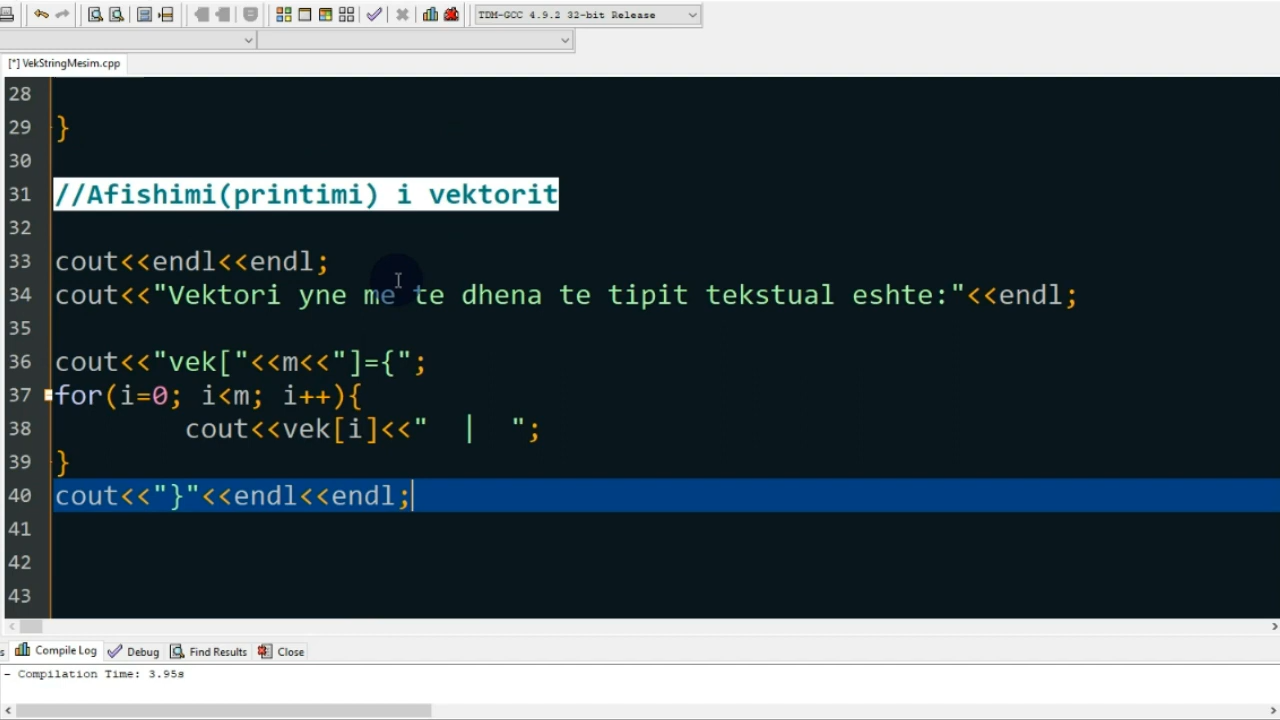 TDM-GCC 4.9.2 32-bit Release
[*] VekStringMesim.cpp
28
29 }
30
31 //Afishimi(printimi) i vektorit
32
33 cout<<endl<<endl;
34 cout<<"Vektori yne me te dhena te tipit tekstual eshte:"<<endl;
35
36 cout<<"vek["<<m<<"]={";
37 for(i=0; i<m; i++){
38 cout<<vek[i]<<"  |  ";
39 }
40 cout<<"}"<<endl<<endl;
41
42
43
s Compile Log Debug Find Results Close
- Compilation Time: 3.95s